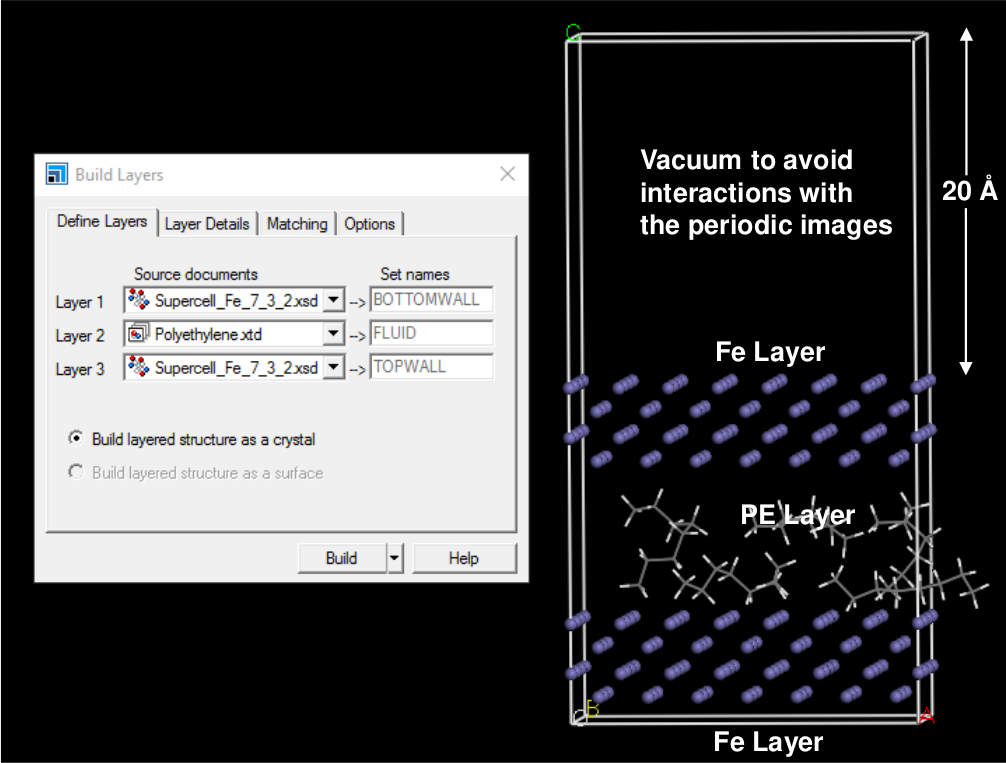 Build Layers
Define Layers
Layer Details
Matching
Options
Source documents
Set names
Layer 1
Supercell_Fe_7_3_2.xsd
-->
BOTTOMWALL
Layer 2
Polyethylene.xtd
-->
FLUID
Layer 3
Supercell_Fe_7_3_2.xsd
-->
TOPWALL
Build layered structure as a crystal
Build layered structure as a surface
Build
Help
C
Vacuum to avoid
interactions with
the periodic images
20 Å
Fe Layer
PE Layer
B
O
A
Fe Layer